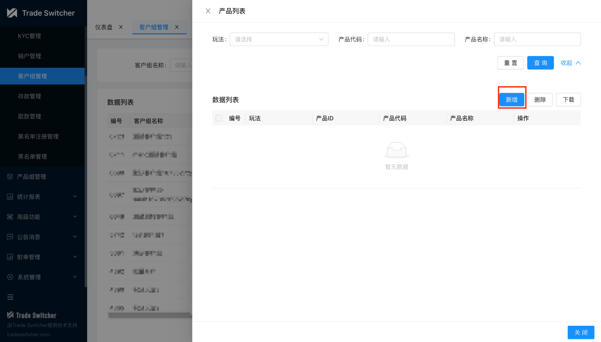 Trade Switcher
KYC管理
销户管理
客户组管理
存款管理
取款管理
黑名单注册管理
黑名单管理
产品组管理
统计报表
高级功能
公告消息
财单管理
系统管理
Trade Switcher
由Trade Switcher提供技术支持
tradeswitcher.com
仪表盘
客户组管理
客户组名称:
请输入
数据列表
编号 客户组名称
产品列表
玩法: 请选择 产品代码: 请输入 产品名称: 请输入
重 置 查 询 收起
数据列表 新增 删除 下载
编号 玩法 产品ID 产品代码 产品名称 操作
暂无数据
关 闭